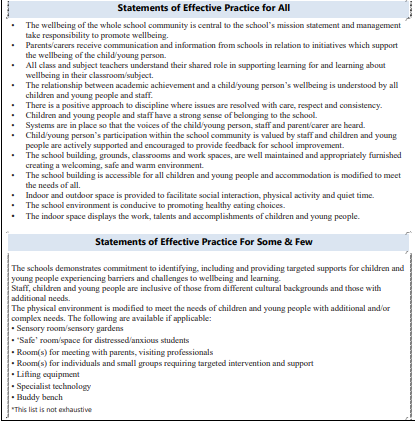 Statements of Effective Practice for All
• The wellbeing of the whole school community is central to the school's mission statement and management
take responsibility to promote wellbeing.
• Parents/carers receive communication and information from schools in relation to initiatives which support
the wellbeing of the child/young person.
• All class and subject teachers understand their shared role in supporting learning for and learning about
wellbeing in their classroom/subject.
• The relationship between academic achievement and a child/young person's wellbeing is understood by all
children and young people and staff.
• There is a positive approach to discipline where issues are resolved with care, respect and consistency.
• Children and young people and staff have a strong sense of belonging to the school.
• Systems are in place so that the voices of the child/young person, staff and parent/carer are heard.
• Child/young person's participation within the school community is valued by staff and children and young
people are actively supported and encouraged to provide feedback for school improvement.
• The school building, grounds, classrooms and work spaces, are well maintained and appropriately furnished
creating a welcoming, safe and warm environment.
• The school building is accessible for all children and young people and accommodation is modified to meet
the needs of all.
• Indoor and outdoor space is provided to facilitate social interaction, physical activity and quiet time.
• The school environment is conducive to promoting healthy eating choices.
• The indoor space displays the work, talents and accomplishments of children and young people.
Statements of Effective Practice For Some & Few
The schools demonstrates commitment to identifying, including and providing targeted supports for children and
young people experiencing barriers and challenges to wellbeing and learning.
Staff, children and young people are inclusive of those from different cultural backgrounds and those with
additional needs.
The physical environment is modified to meet the needs of children and young people with additional and/or
complex needs. The following are available if applicable:
• Sensory room/sensory gardens
• 'Safe' room/space for distressed/anxious students
• Room(s) for meeting with parents, visiting professionals
• Room(s) for individuals and small groups requiring targeted intervention and support
• Lifting equipment
• Specialist technology
• Buddy bench
*This list is not exhaustive